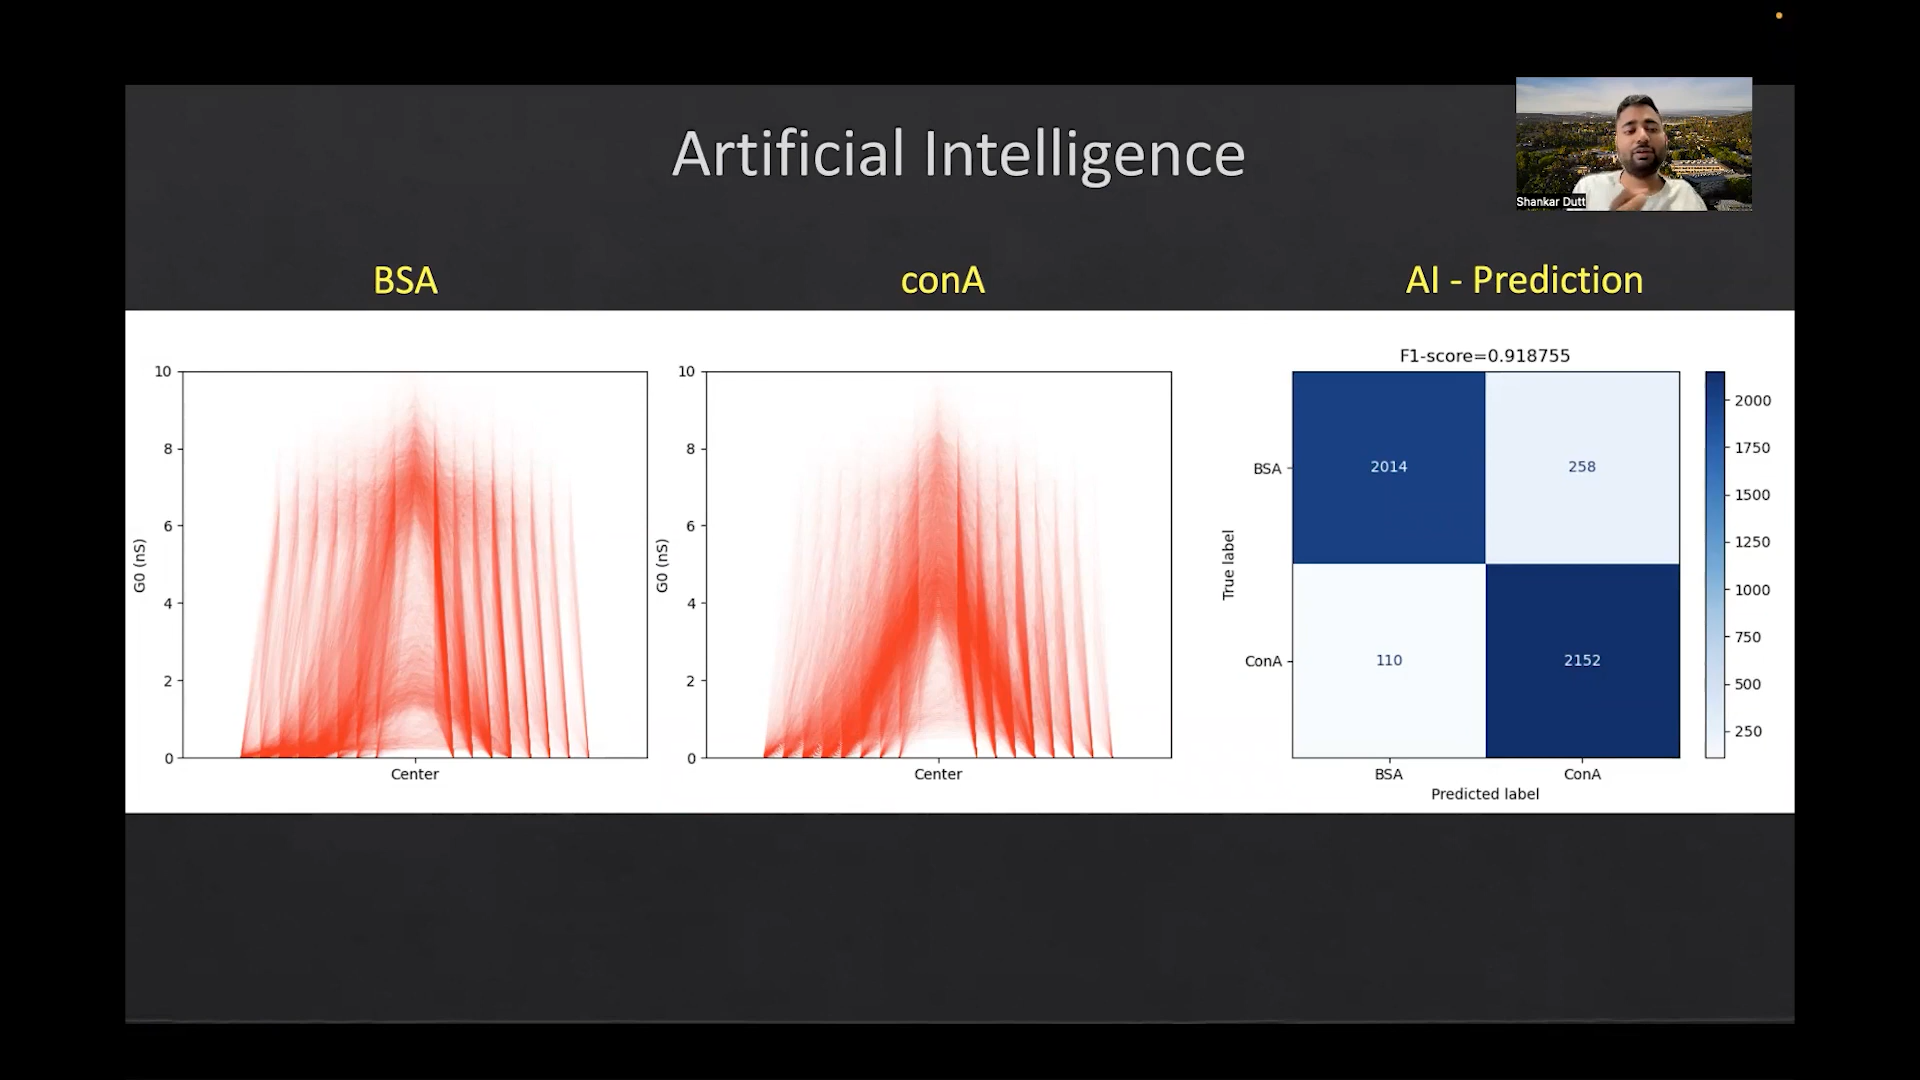 Artificial Intelligence
Shankar Dutt
BSA
conA
AI - Prediction
10
8
6
4
2
0
G0 (nS)
Center
10
8
6
4
2
0
G0 (nS)
Center
F1-score=0.918755
True label
BSA
2014
258
ConA
110
2152
BSA
ConA
Predicted label
2000
1750
1500
1250
1000
750
500
250